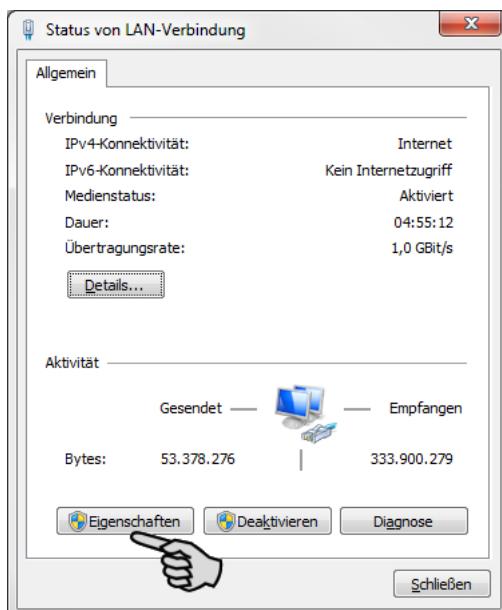 Status von LAN-Verbindung
Allgemein
Verbindung
IPv4-Konnektivität: Internet
IPv6-Konnektivität: Kein Internetzugriff
Medienstatus: Aktiviert
Dauer: 04:55:12
Übertragungsrate: 1,0 GBit/s
Details...
Aktivität
Gesendet Empfangen
Bytes: 53.378.276 333.900.279
Eigenschaften Deaktivieren Diagnose
Schließen